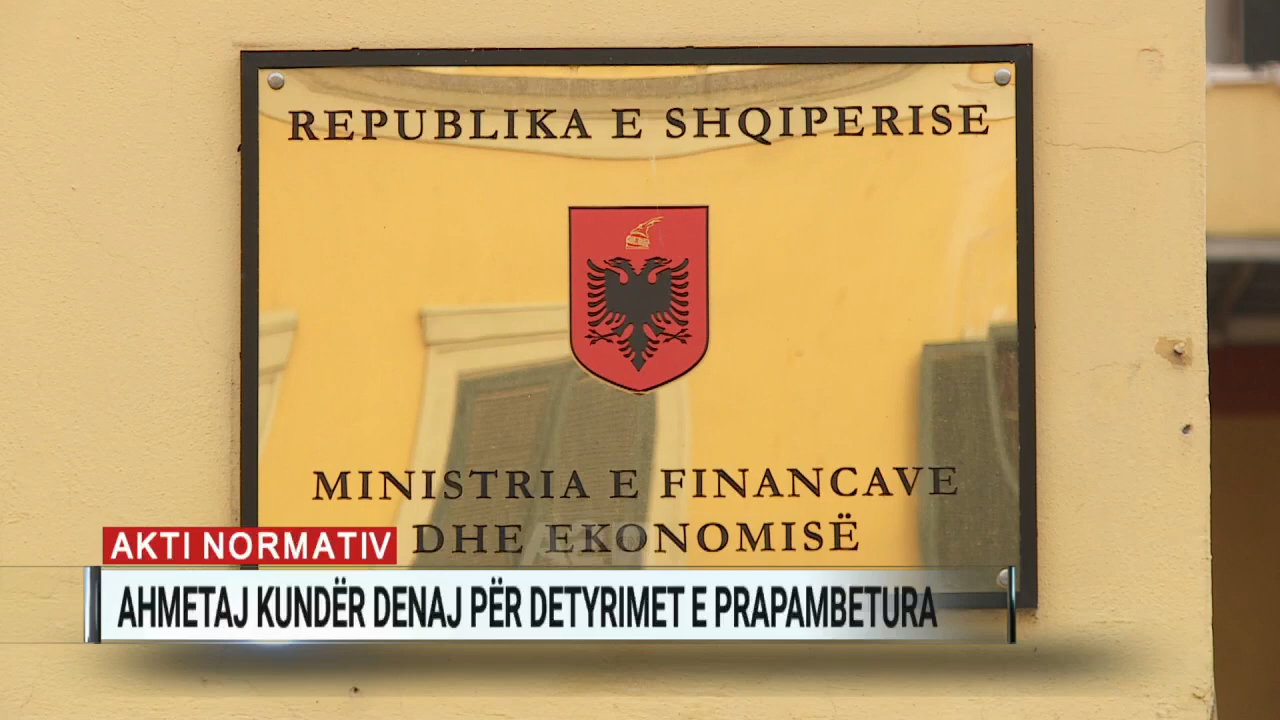 REPUBLIKA E SHQIPERISE
MINISTRIA E FINANCAVE
DHE EKONOMISË
AKTI NORMATIV
AHMETAJ KUNDËR DENAJ PËR DETYRIMET E PRAPAMBETURA